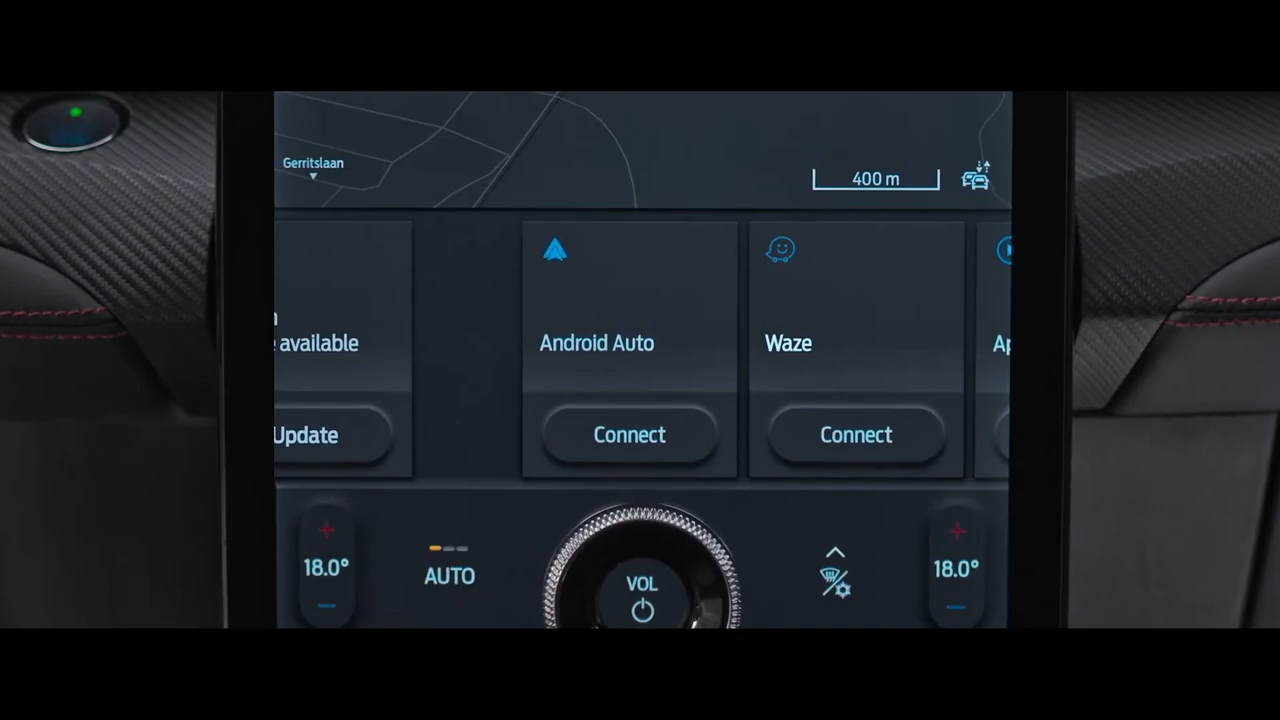 Gerritslaan
400 m
available
Update
Android Auto
Connect
Waze
Connect
18.0°
AUTO
VOL
18.0°